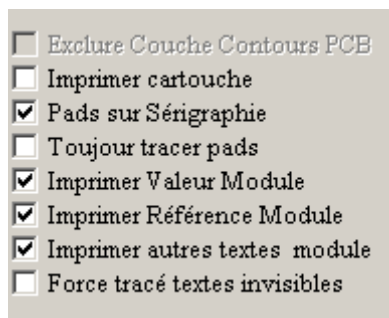 Exclure Couche Contours PCB
Imprimer cartouche
Pads sur Sérigraphie
Toujour tracer pads
Imprimer Valeur Module
Imprimer Référence Module
Imprimer autres textes  module
Force tracé textes invisibles